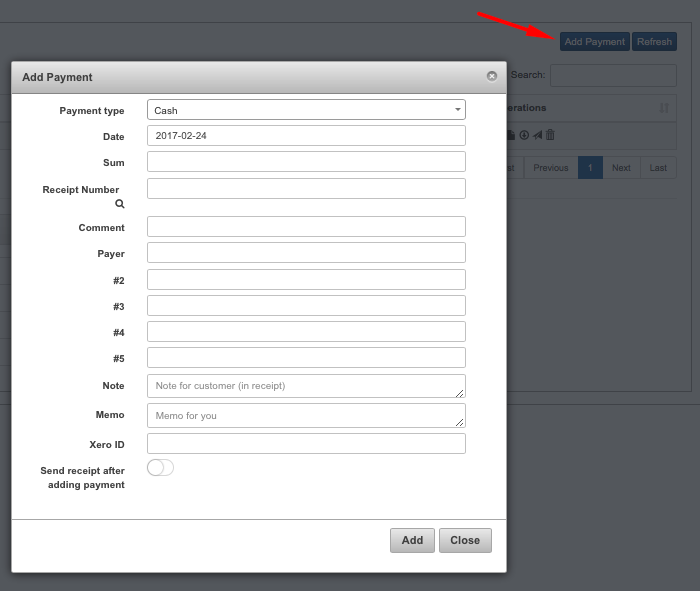 Add Payment Refresh
Add Payment
Search:
Payment type Cash
erations
Date 2017-02-24
Sum
st Previous 1 Next Last
Receipt Number
Comment
Payer
#2
#3
#4
#5
Note Note for customer (in receipt)
Memo Memo for you
Xero ID
Send receipt after
adding payment
Add Close